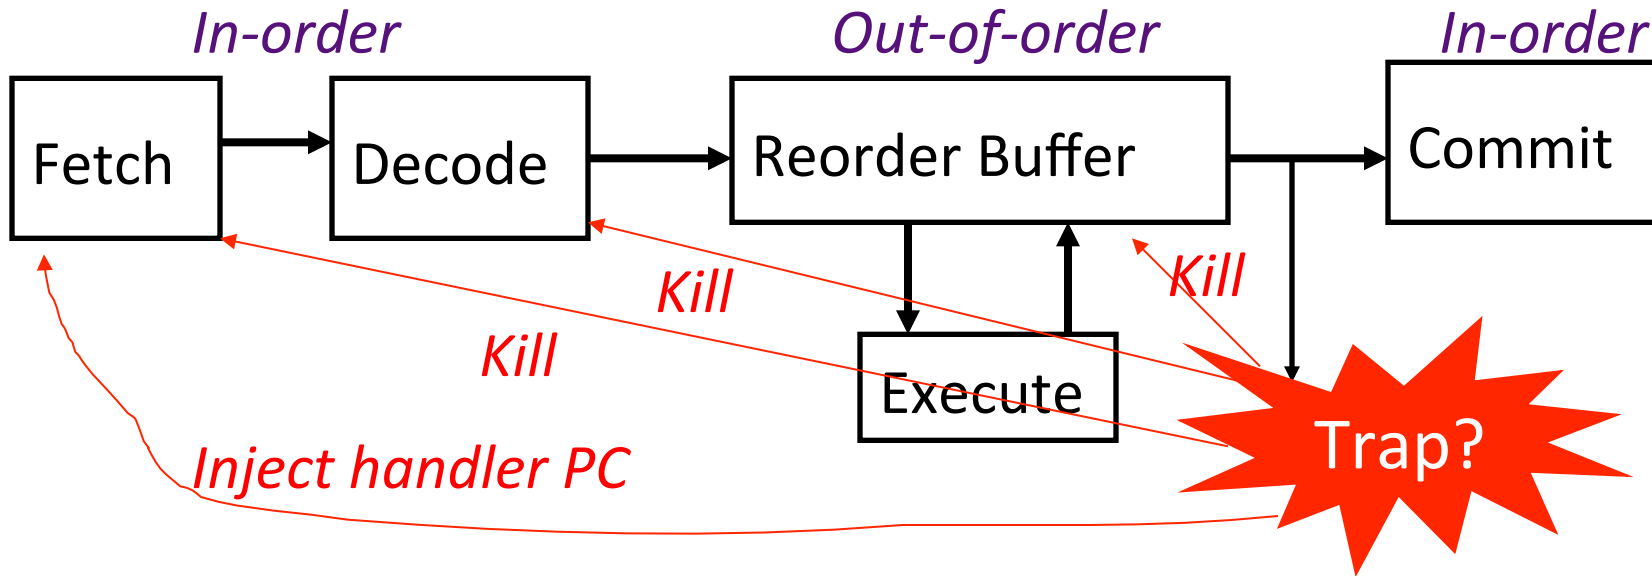 In-order
Out-of-order
In-order
Fetch
Decode
Reorder Buffer
Commit
Kill
Kill
Kill
Execute
Trap?
Inject handler PC